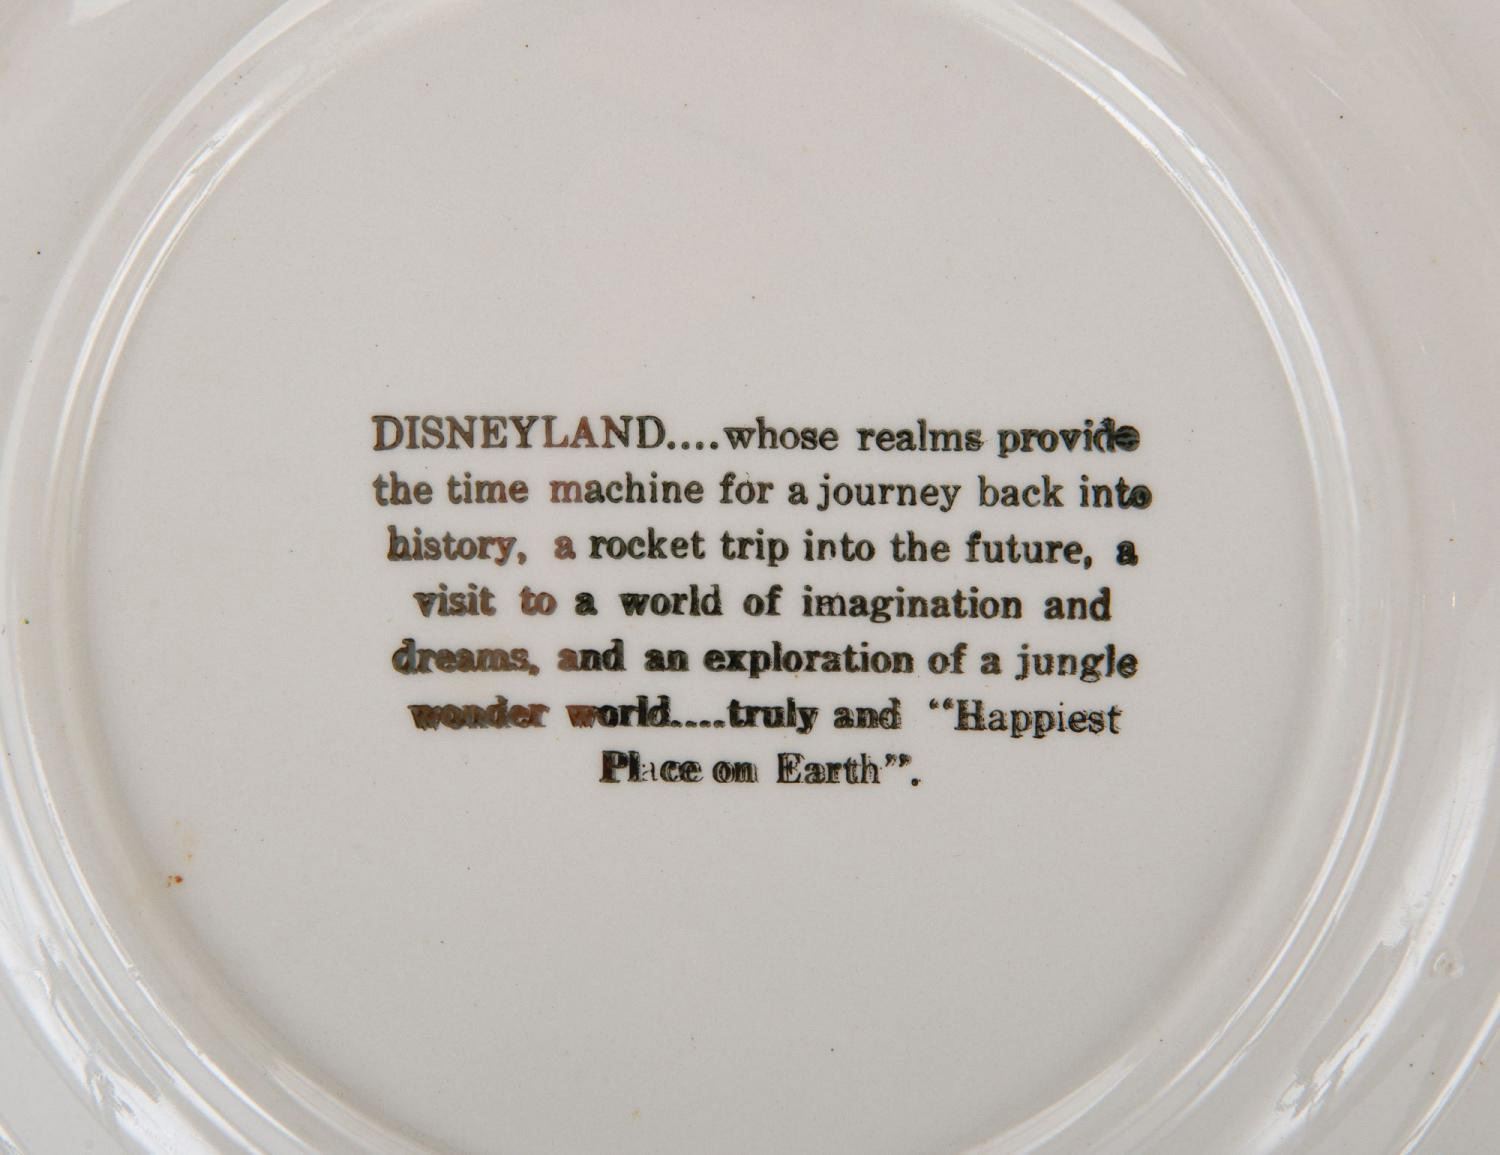 DISNEYLAND....whose realms provide
the time machine for a journey back into
history, a rocket trip into the future, a
visit to a world of imagination and
dreams, and an exploration of a jungle
wonder world....truly and “Happiest
Place on Earth”.